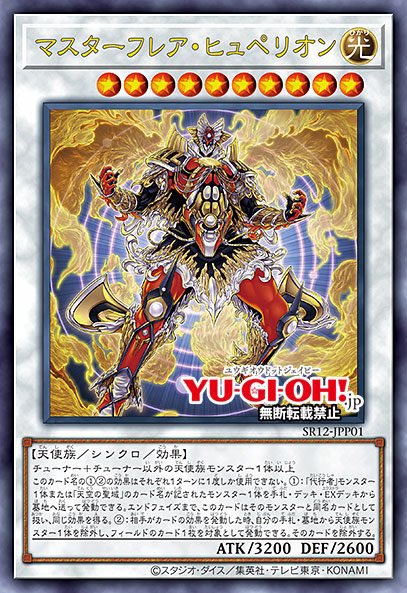 マスターフレア・ヒュペリオン
ひかり
光
ユウギオウドットジェイピー
YU-GI-OH!.jp
無断転載禁止
SR12-JPP01
【天使族／シンクロ／効果】
チューナー＋チューナー以外の天使族モンスター1体以上
このカード名の①②の効果はそれぞれ1ターンに1度しか使用できない。①：「代行者」モンス
ター1体または「天空の聖域」のカード名が記されたモンスター1体を手札・デッキ・EXデッキから
墓地へ送って発動できる。エンドフェイズまで、このカードはそのモンスターと同名カードとして
扱い、同じ効果を得る。②：相手がカードの効果を発動した時、自分の手札・墓地から天使族モン
スター1体を除外し、フィールドのカード1枚を対象として発動できる。そのカードを除外する。
ATK/3200 DEF/2600
©スタジオ・ダイス／集英社・テレビ東京・KONAMI